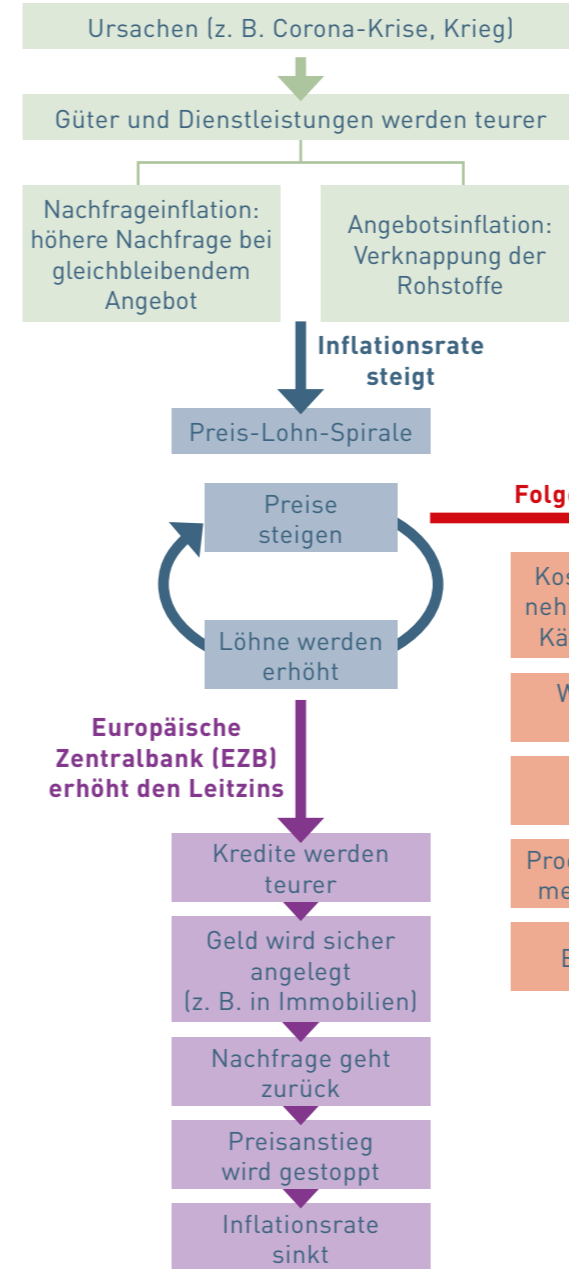 Ursachen (z. B. Corona-Krise, Krieg)
Güter und Dienstleistungen werden teurer
Nachfrageinflation:
höhere Nachfrage bei
gleichbleibendem
Angebot
Angebotsinflation:
Verknappung der
Rohstoffe
Inflationsrate
steigt
Preis-Lohn-Spirale
Preise
steigen
Löhne werden
erhöht
Europäische
Zentralbank (EZB)
erhöht den Leitzins
Kredite werden
teurer
Geld wird sicher
angelegt
(z. B. in Immobilien)
Nachfrage geht
zurück
Preisanstieg
wird gestoppt
Inflationsrate
sinkt